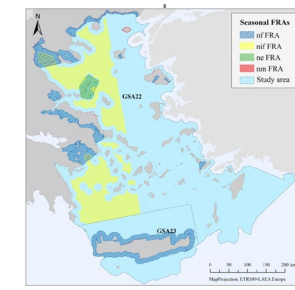 N
Seasonal FRAs
nf FRA
nif FRA
ne FRA
nm FRA
Study area
GSA22
GSA23
0 50 100 150 200 km
MapProjection: ETRS89-LAEA Europe